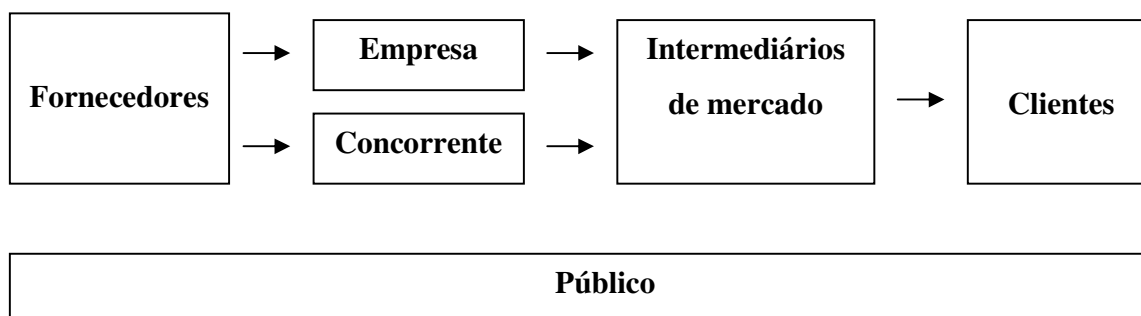 Fornecedores
Empresa
Concorrente
Intermediários
de mercado
Clientes
Público